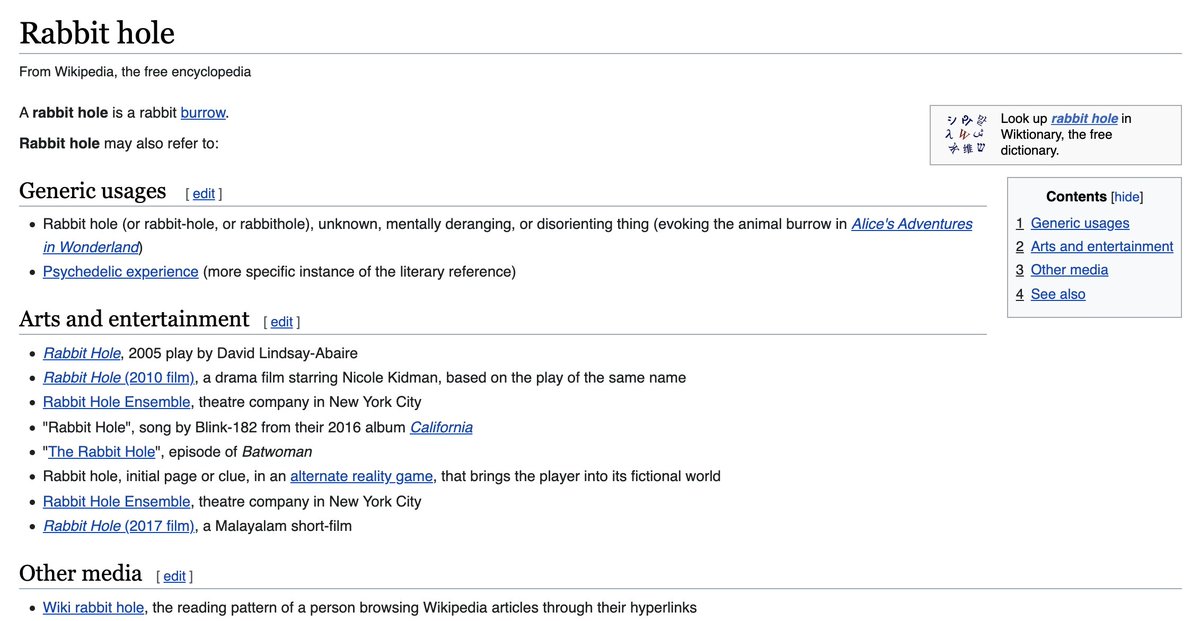 Rabbit hole
From Wikipedia, the free encyclopedia
A rabbit hole is a rabbit burrow.
Rabbit hole may also refer to:
Look up rabbit hole in
Wiktionary, the free
dictionary.
Contents [hide]
1 Generic usages
2 Arts and entertainment
3 Other media
4 See also
Generic usages [ edit ]
• Rabbit hole (or rabbit-hole, or rabbithole), unknown, mentally deranging, or disorienting thing (evoking the animal burrow in Alice's Adventures
in Wonderland)
• Psychedelic experience (more specific instance of the literary reference)
Arts and entertainment [ edit ]
• Rabbit Hole, 2005 play by David Lindsay-Abaire
• Rabbit Hole (2010 film), a drama film starring Nicole Kidman, based on the play of the same name
• Rabbit Hole Ensemble, theatre company in New York City
• "Rabbit Hole", song by Blink-182 from their 2016 album California
• "The Rabbit Hole", episode of Batwoman
• Rabbit hole, initial page or clue, in an alternate reality game, that brings the player into its fictional world
• Rabbit Hole Ensemble, theatre company in New York City
• Rabbit Hole (2017 film), a Malayalam short-film
Other media [ edit ]
• Wiki rabbit hole, the reading pattern of a person browsing Wikipedia articles through their hyperlinks